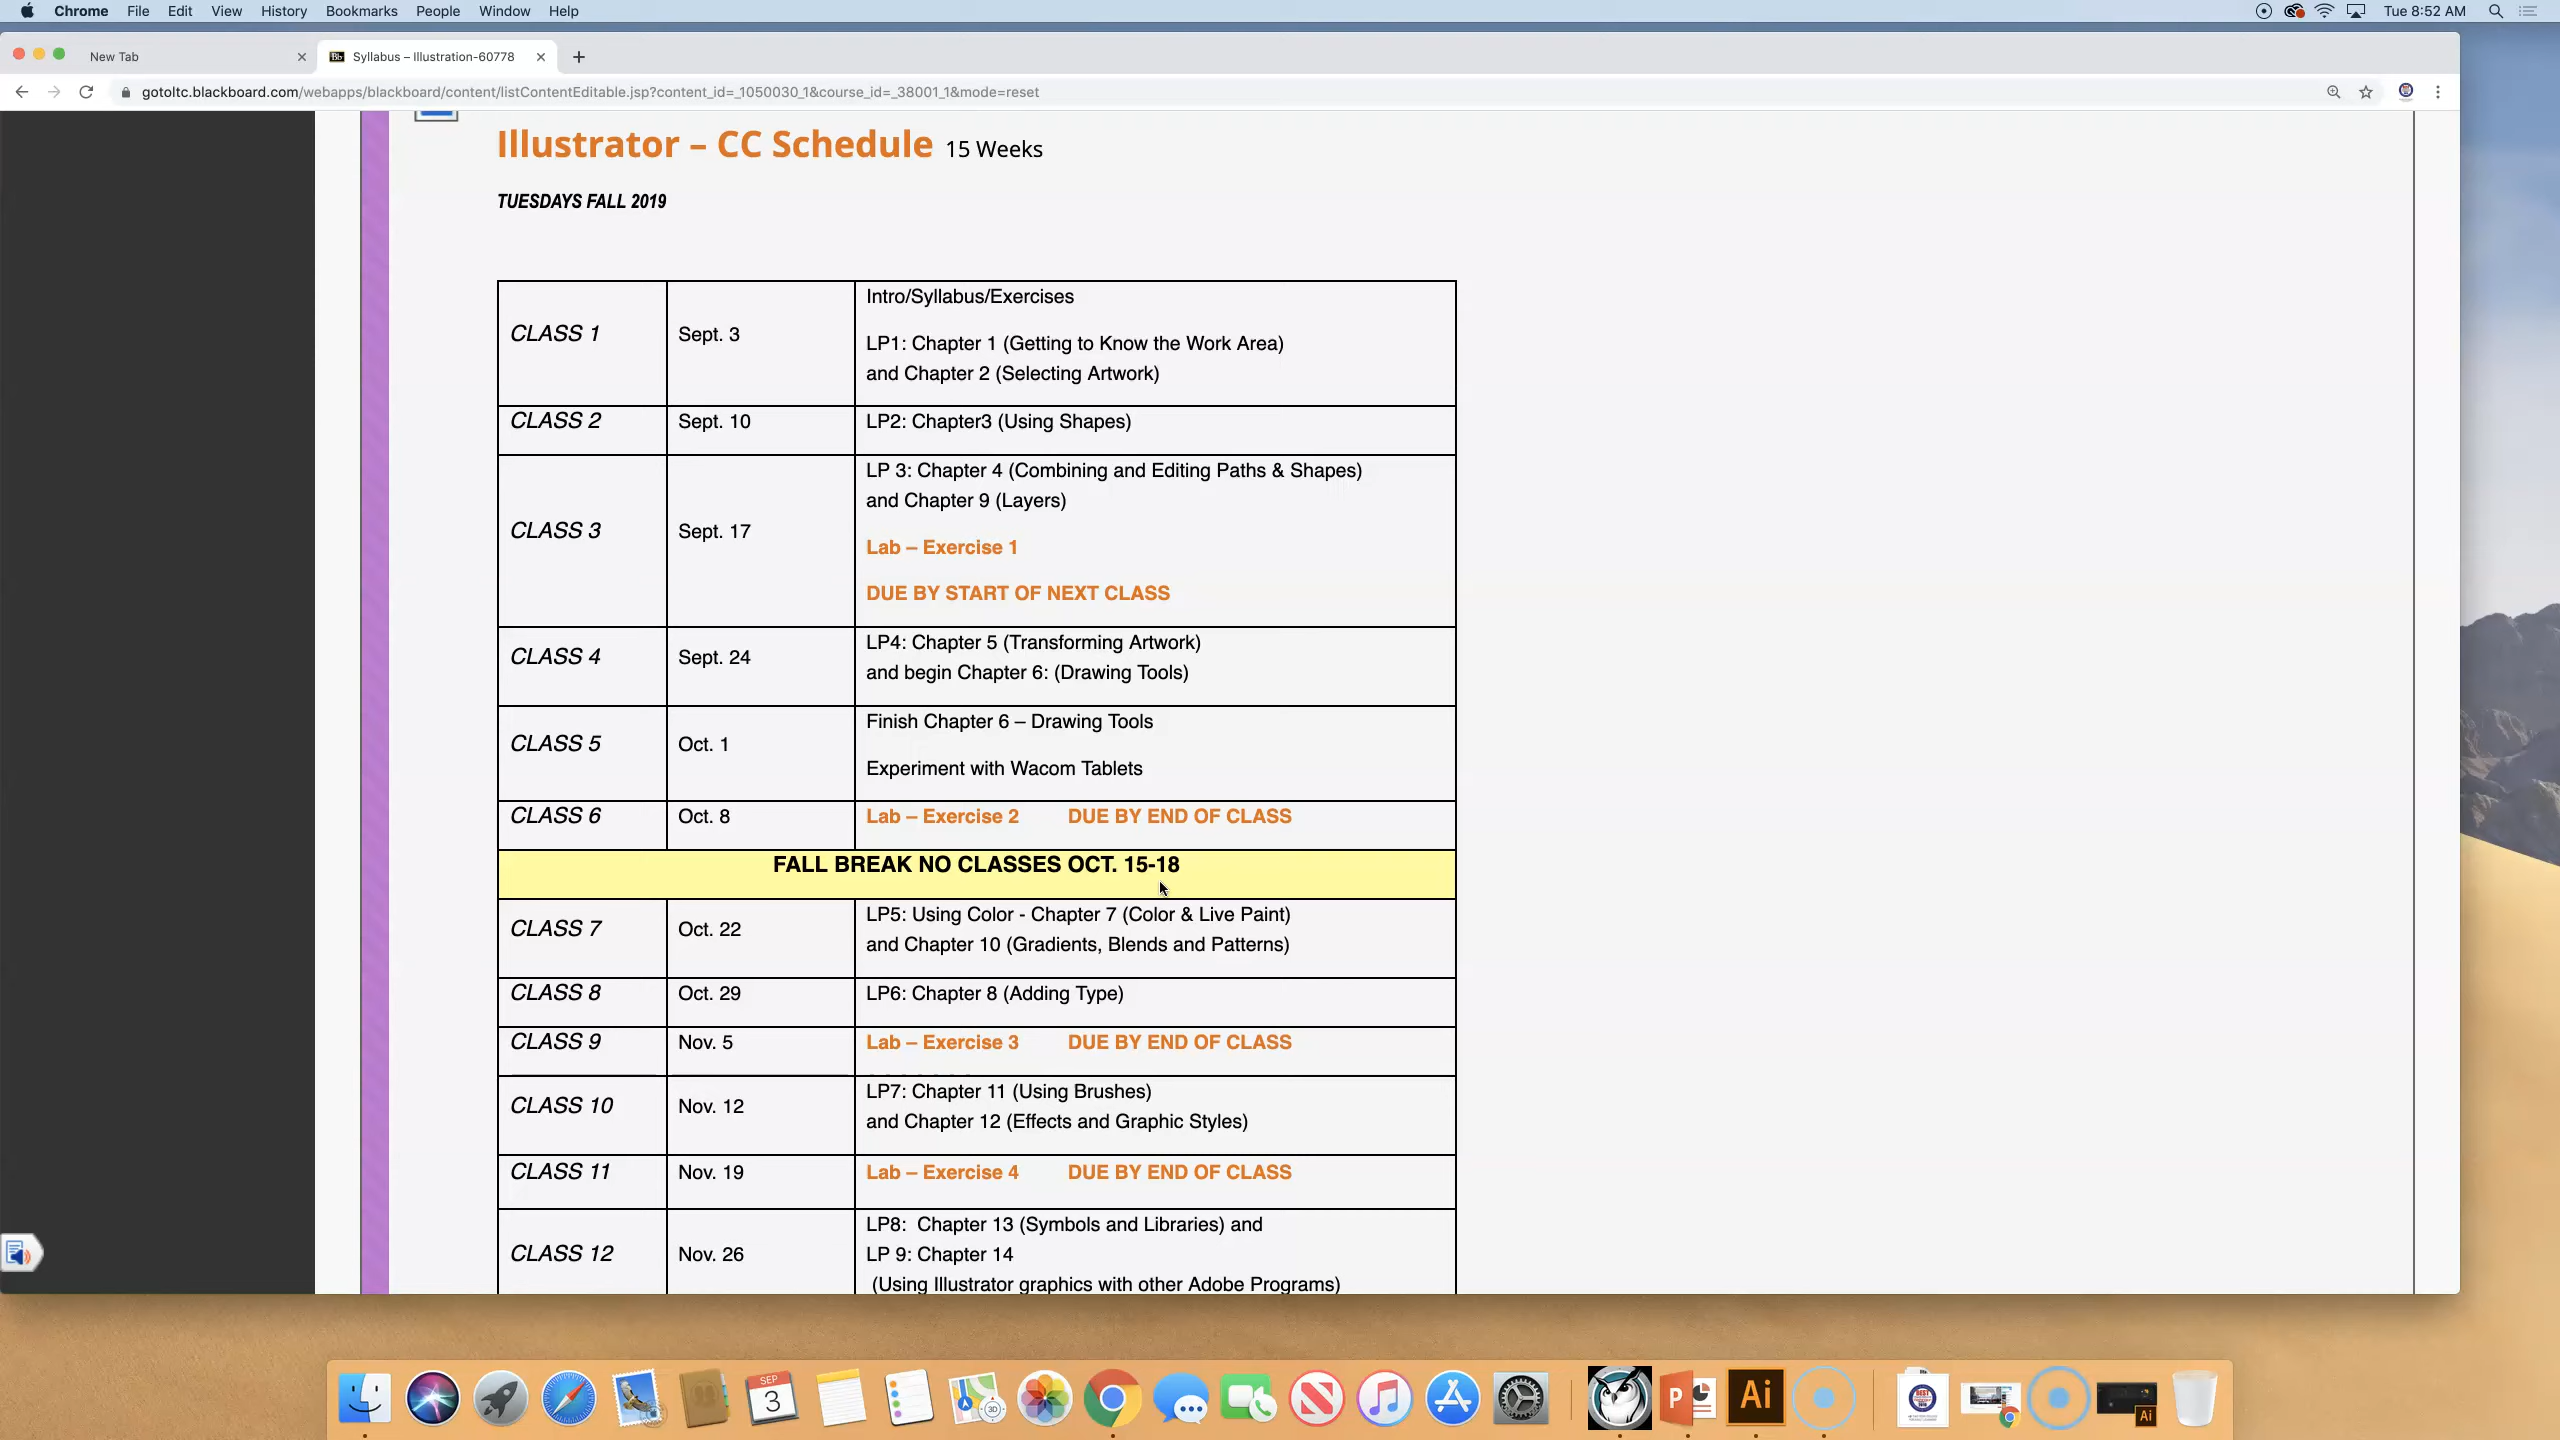 Chrome File Edit View History Bookmarks People Window Help Tue 8:52 AM
New Tab
Syllabus – Illustration-60778
gotoltc.blackboard.com/webapps/blackboard/content/listContentEditable.jsp?content_id=_1050030_1&course_id=_38001_1&mode=reset
Illustrator – CC Schedule 15 Weeks
TUESDAYS FALL 2019
CLASS 1
Sept. 3
Intro/Syllabus/Exercises
LP1: Chapter 1 (Getting to Know the Work Area)
and Chapter 2 (Selecting Artwork)
CLASS 2
Sept. 10
LP2: Chapter3 (Using Shapes)
CLASS 3
Sept. 17
LP 3: Chapter 4 (Combining and Editing Paths & Shapes)
and Chapter 9 (Layers)
Lab – Exercise 1
DUE BY START OF NEXT CLASS
CLASS 4
Sept. 24
LP4: Chapter 5 (Transforming Artwork)
and begin Chapter 6: (Drawing Tools)
CLASS 5
Oct. 1
Finish Chapter 6 – Drawing Tools
Experiment with Wacom Tablets
CLASS 6
Oct. 8
Lab – Exercise 2 DUE BY END OF CLASS
FALL BREAK NO CLASSES OCT. 15-18
CLASS 7
Oct. 22
LP5: Using Color - Chapter 7 (Color & Live Paint)
and Chapter 10 (Gradients, Blends and Patterns)
CLASS 8
Oct. 29
LP6: Chapter 8 (Adding Type)
CLASS 9
Nov. 5
Lab – Exercise 3 DUE BY END OF CLASS
CLASS 10
Nov. 12
LP7: Chapter 11 (Using Brushes)
and Chapter 12 (Effects and Graphic Styles)
CLASS 11
Nov. 19
Lab – Exercise 4 DUE BY END OF CLASS
CLASS 12
Nov. 26
LP8: Chapter 13 (Symbols and Libraries) and
LP 9: Chapter 14
(Using Illustrator graphics with other Adobe Programs)
SEP
3
3D
P
Ai
Ai